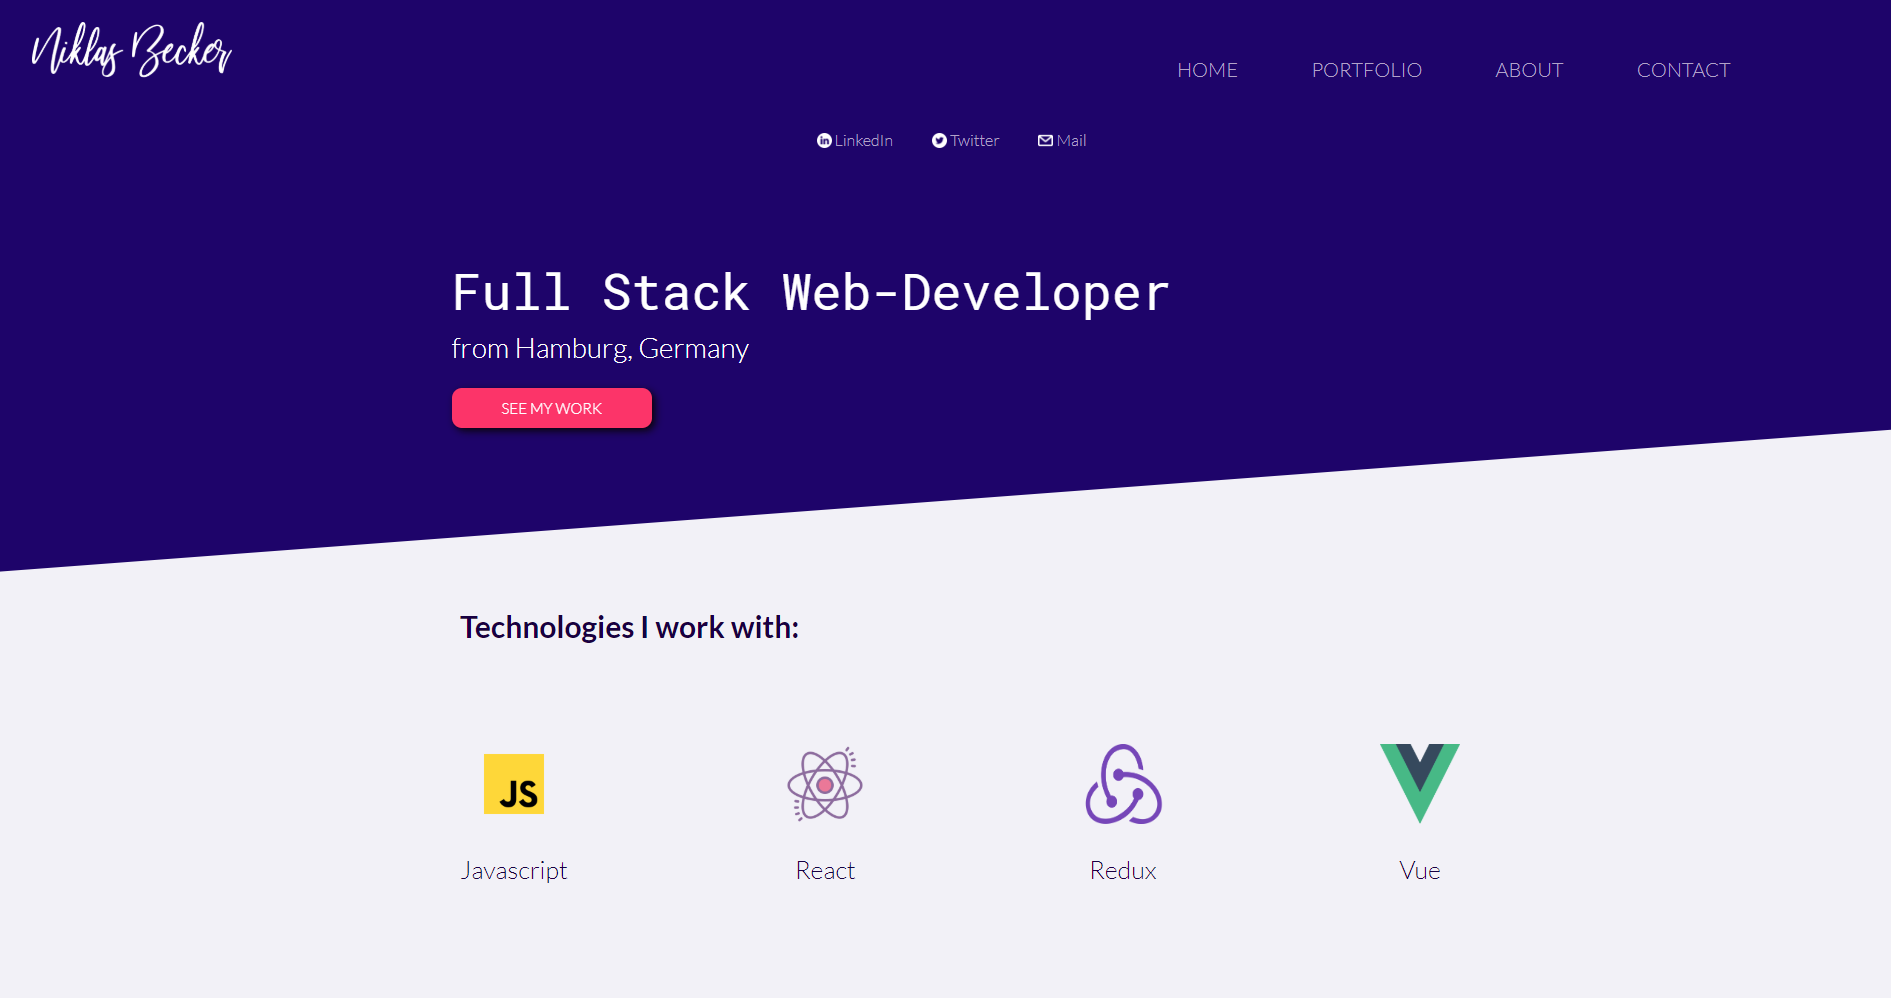 Niklas Becker
HOME PORTFOLIO ABOUT CONTACT
in LinkedIn Twitter Mail
Full Stack Web-Developer
from Hamburg, Germany
SEE MY WORK
Technologies I work with:
JS
Javascript React Redux Vue